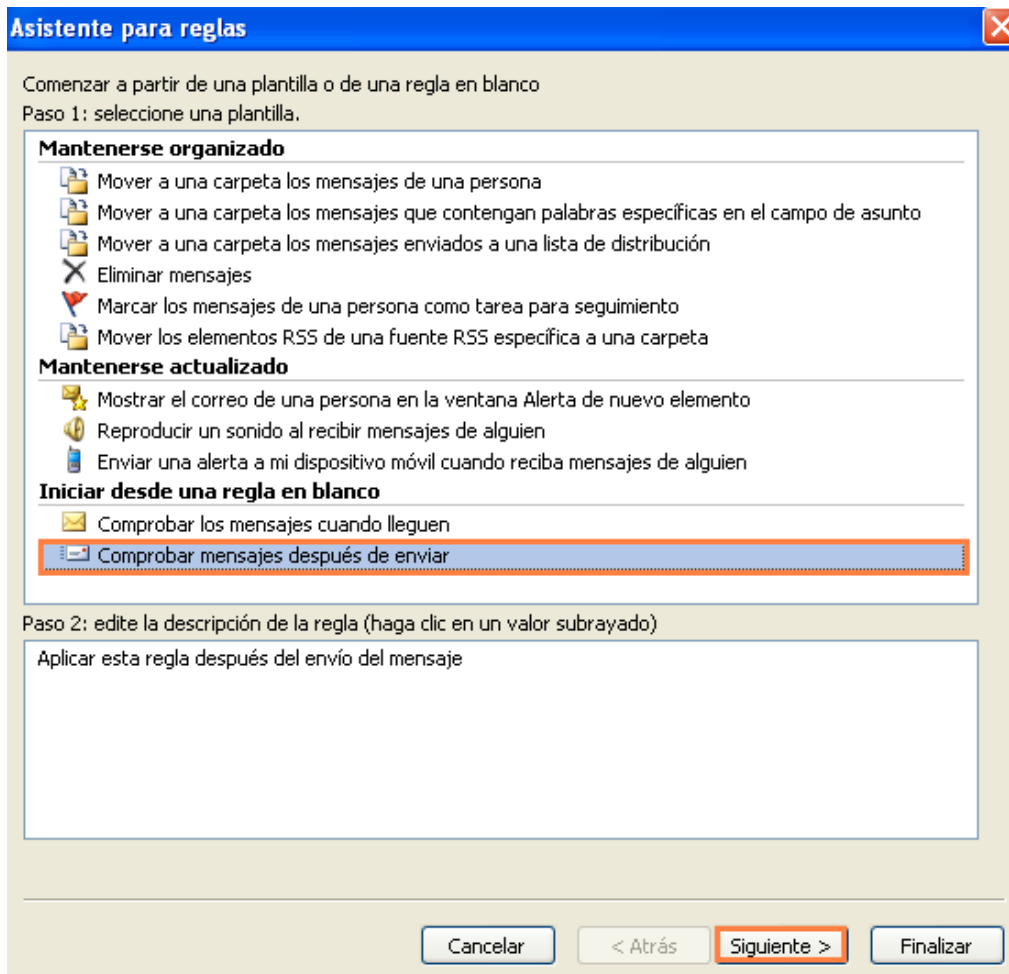 Asistente para reglas
Comenzar a partir de una plantilla o de una regla en blanco
Paso 1: seleccione una plantilla.
Mantenerse organizado
Mover a una carpeta los mensajes de una persona
Mover a una carpeta los mensajes que contengan palabras específicas en el campo de asunto
Mover a una carpeta los mensajes enviados a una lista de distribución
Eliminar mensajes
Marcar los mensajes de una persona como tarea para seguimiento
Mover los elementos RSS de una fuente RSS específica a una carpeta
Mantenerse actualizado
Mostrar el correo de una persona en la ventana Alerta de nuevo elemento
Reproducir un sonido al recibir mensajes de alguien
Enviar una alerta a mi dispositivo móvil cuando reciba mensajes de alguien
Iniciar desde una regla en blanco
Comprobar los mensajes cuando lleguen
Comprobar mensajes después de enviar
Paso 2: edite la descripción de la regla (haga clic en un valor subrayado)
Aplicar esta regla después del envío del mensaje
Cancelar < Atrás Siguiente > Finalizar